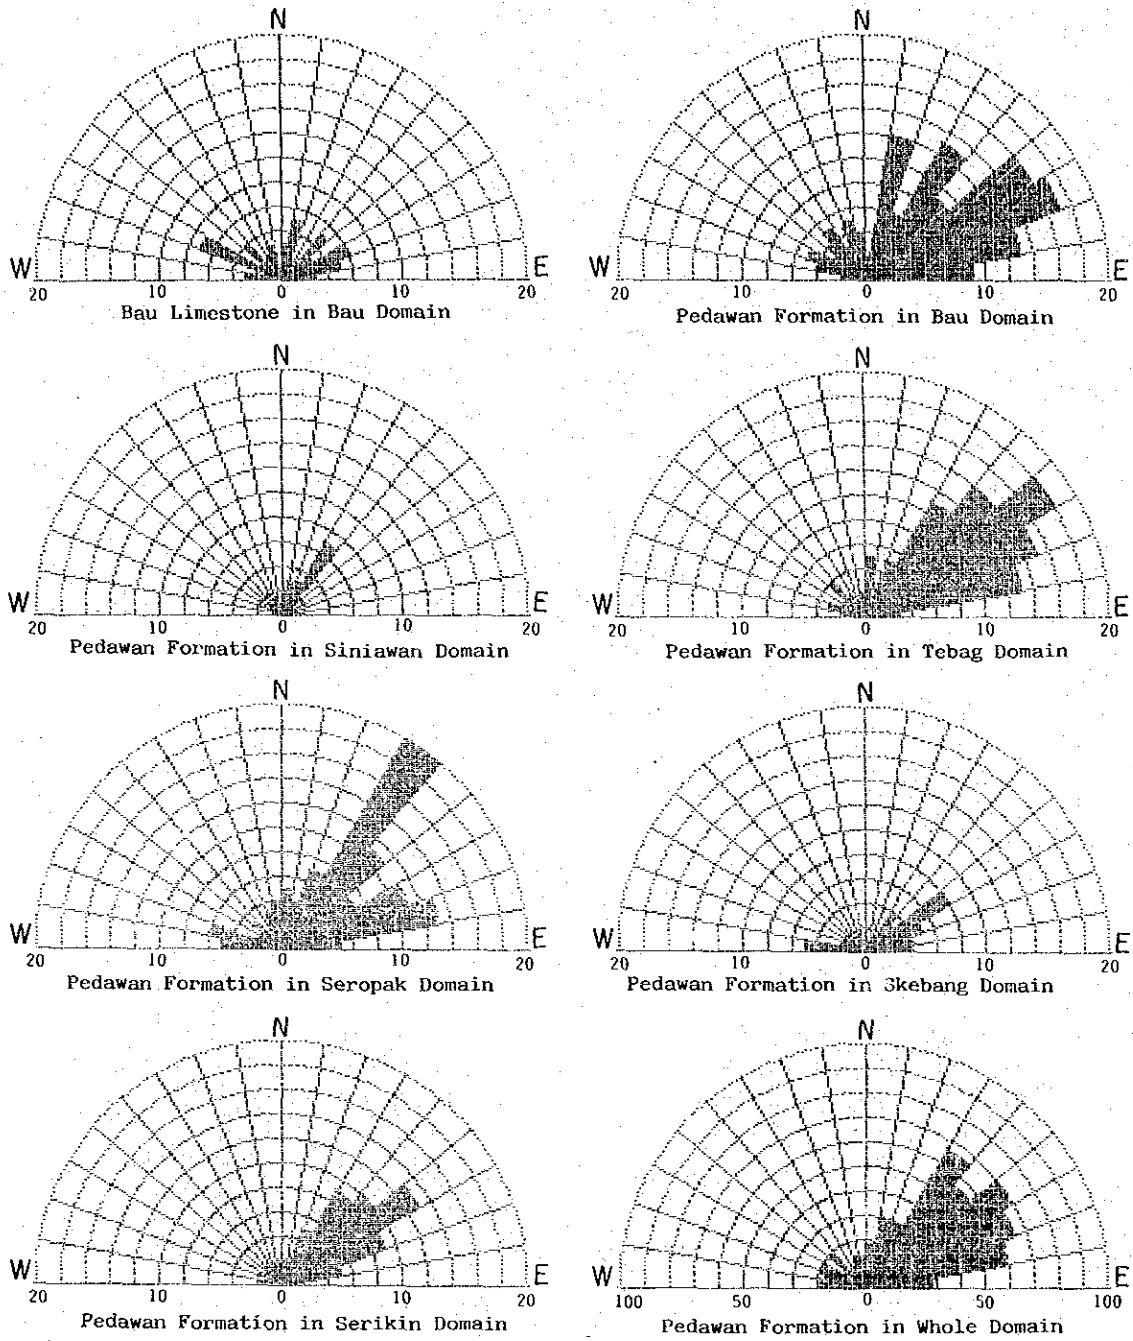 N N
W E W E
20 10 0 10 20 20 10 0 10 20
Bau Limestone in Bau Domain Pedawan Formation in Bau Domain
N N
W E W E
20 10 0 10 20 20 10 0 10 20
Pedawan Formation in Siniawan Domain Pedawan Formation in Tebag Domain
N N
W E W E
20 10 0 10 20 20 10 0 10 20
Pedawan Formation in Seropak Domain Pedawan Formation in Skebang Domain
N N
W E W E
20 10 0 10 20 100 50 0 50 100
Pedawan Formation in Serikin Domain Pedawan Formation in Whole Domain